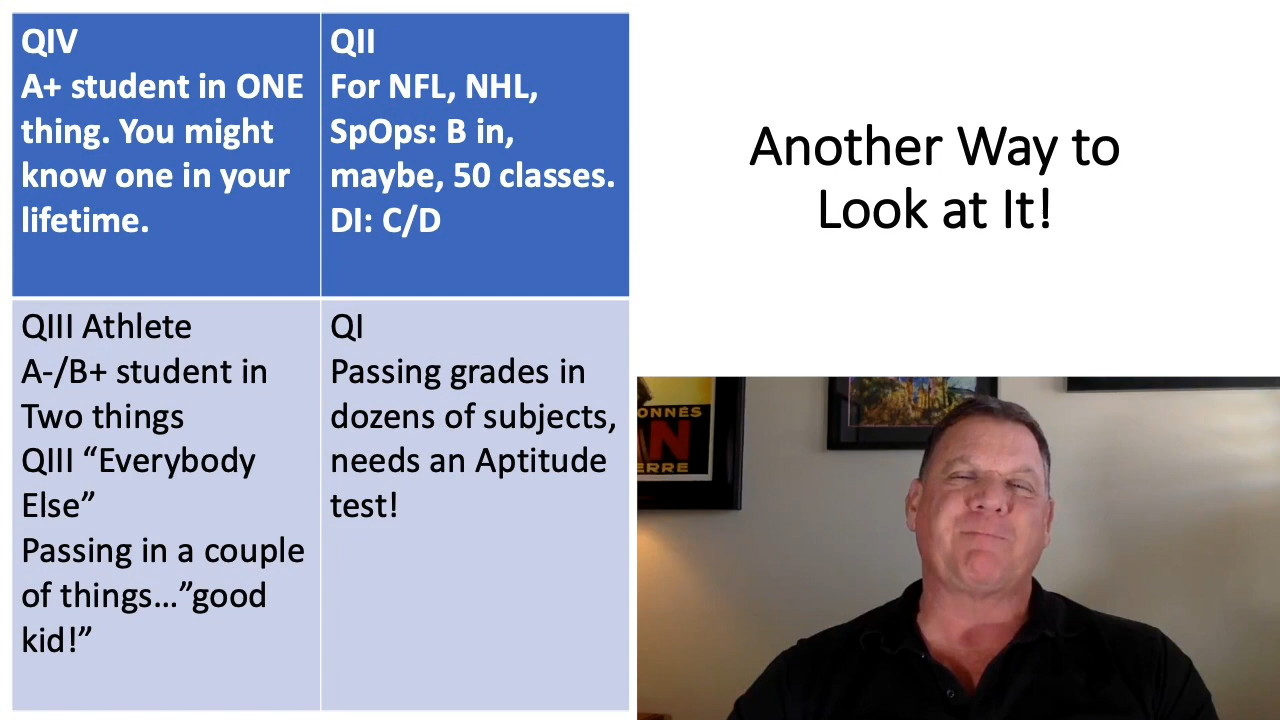 QIV
A+ student in ONE
thing. You might
know one in your
lifetime.
QII
For NFL, NHL,
SpOps: B in,
maybe, 50 classes.
DI: C/D
QIII Athlete
A-/B+ student in
Two things
QIII “Everybody
Else”
Passing in a couple
of things…”good
kid!”
QI
Passing grades in
dozens of subjects,
needs an Aptitude
test!
Another Way to
Look at It!
ONNÉS
N
ERRE